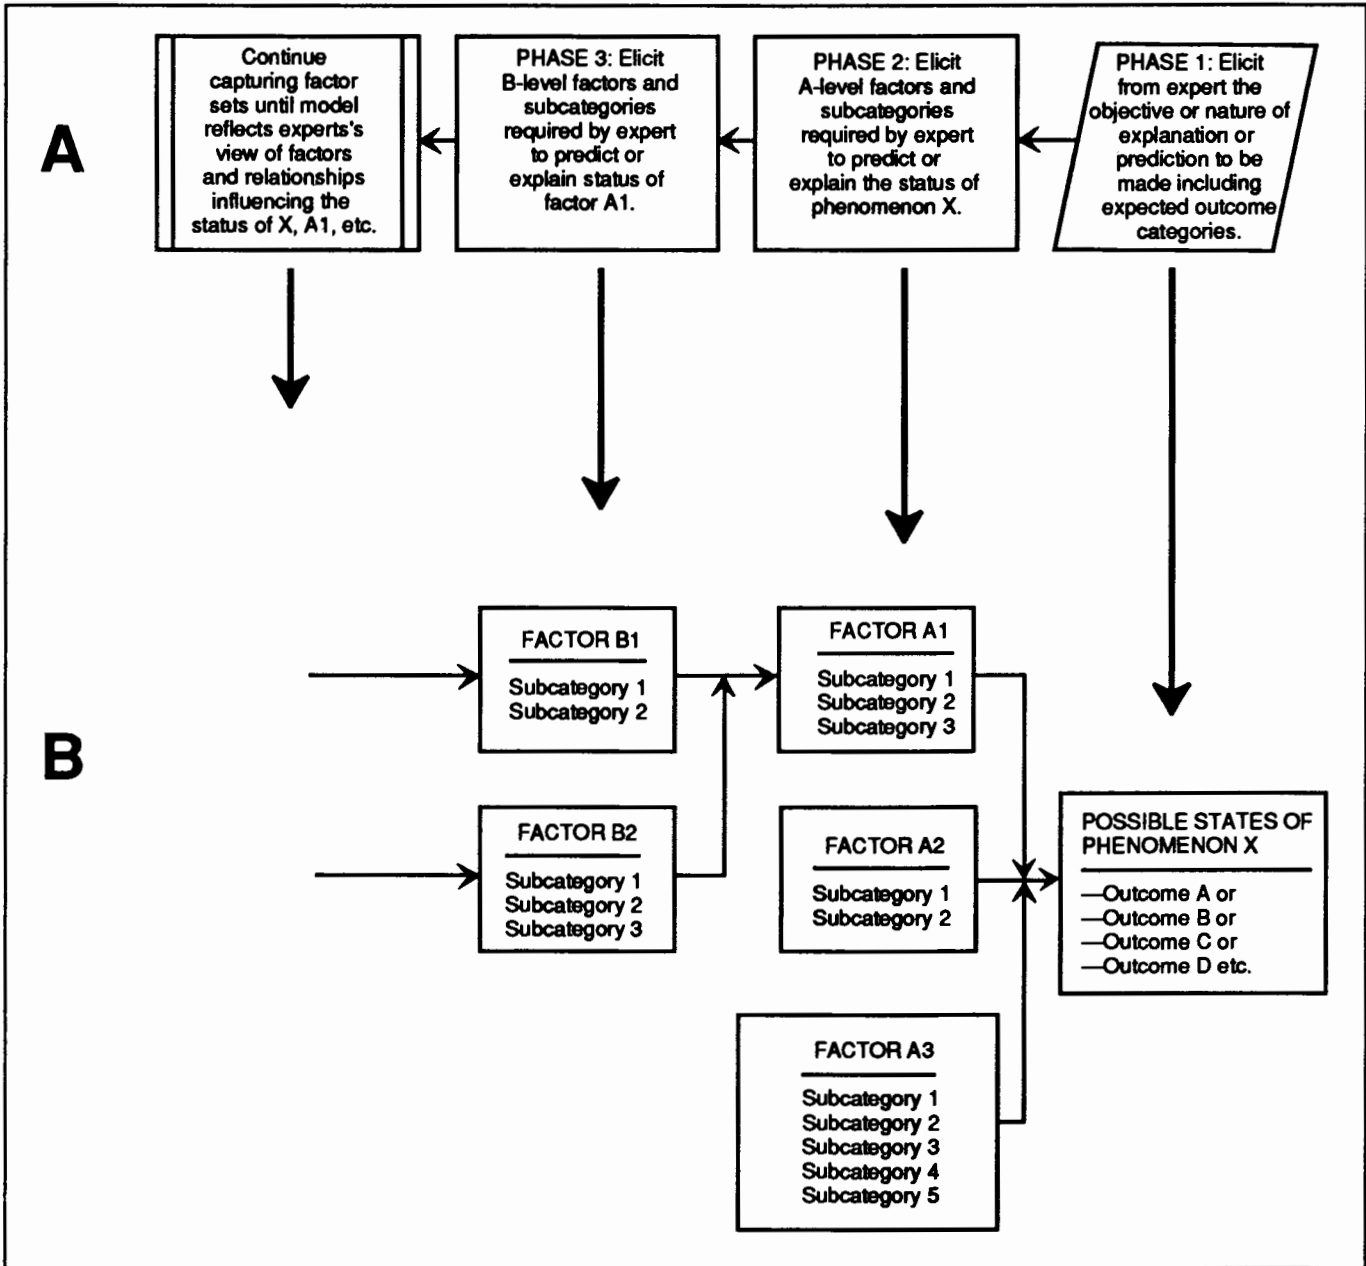 A
Continue
capturing factor
sets until model
reflects experts's
view of factors
and relationships
influencing the
status of X, A1, etc.
PHASE 3: Elicit
B-level factors and
subcategories
required by expert
to predict or
explain status of
factor A1.
PHASE 2: Elicit
A-level factors and
subcategories
required by expert
to predict or
explain the status of
phenomenon X.
PHASE 1: Elicit
from expert the
objective or nature of
explanation or
prediction to be
made including
expected outcome
categories.
B
FACTOR B1
Subcategory 1
Subcategory 2
FACTOR B2
Subcategory 1
Subcategory 2
Subcategory 3
FACTOR A1
Subcategory 1
Subcategory 2
Subcategory 3
FACTOR A2
Subcategory 1
Subcategory 2
FACTOR A3
Subcategory 1
Subcategory 2
Subcategory 3
Subcategory 4
Subcategory 5
POSSIBLE STATES OF
PHENOMENON X
—Outcome A or
—Outcome B or
—Outcome C or
—Outcome D etc.